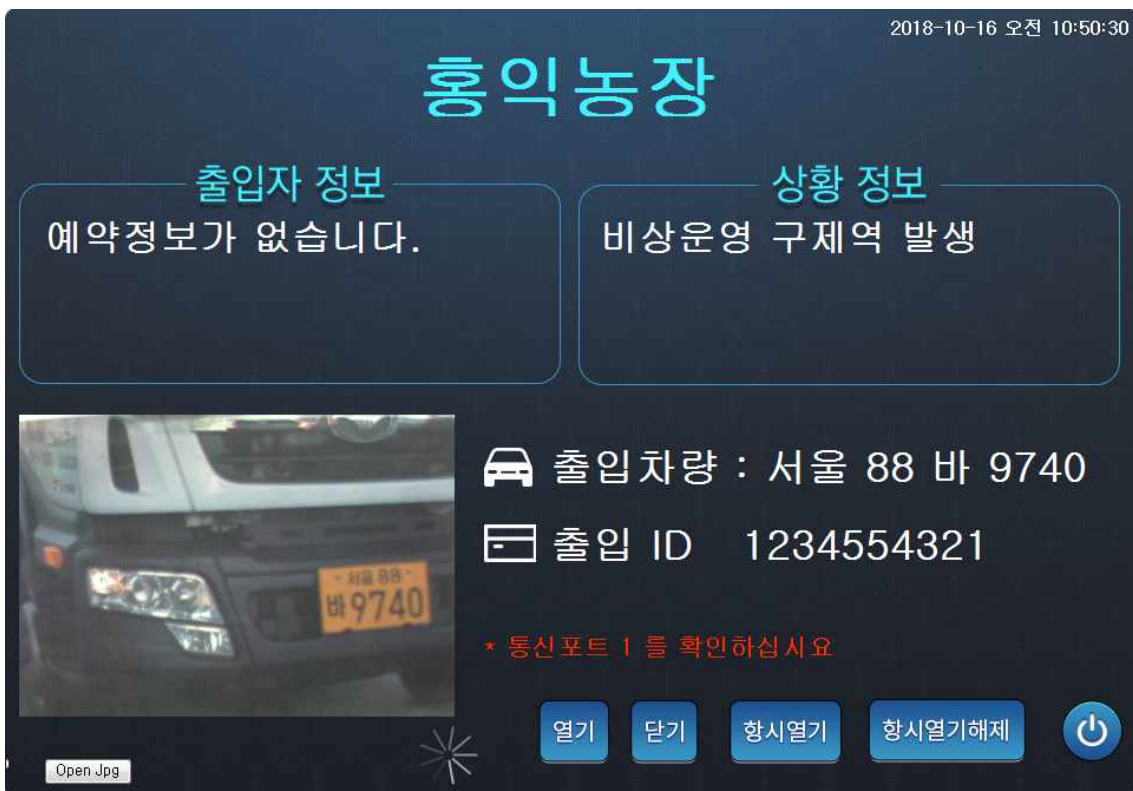 2018-10-16 오전 10:50:30
홍익농장
출입자 정보
예약정보가 없습니다.
상황 정보
비상운영 구제역 발생
출입차량 : 서울 88 바 9740
출입 ID 1234554321
서울 88
바 9740
* 통신포트 1 를 확인하십시요
열기
닫기
항시열기
항시열기해제
Open Jpg